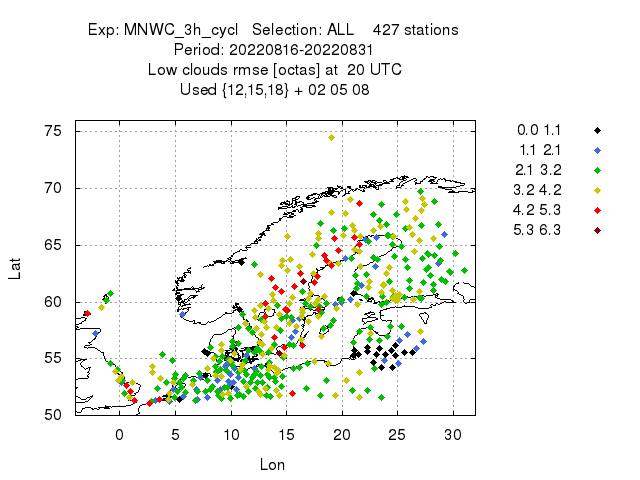 Exp: MNWC_3h_cycl Selection: ALL 427 stations
Period: 20220816-20220831
Low clouds rmse [octas] at 20 UTC
Used {12,15,18} + 02 05 08
0.0 1.1
1.1 2.1
2.1 3.2
3.2 4.2
4.2 5.3
5.3 6.3
Lat
75
70
65
60
55
50
0 5 10 15 20 25 30
Lon